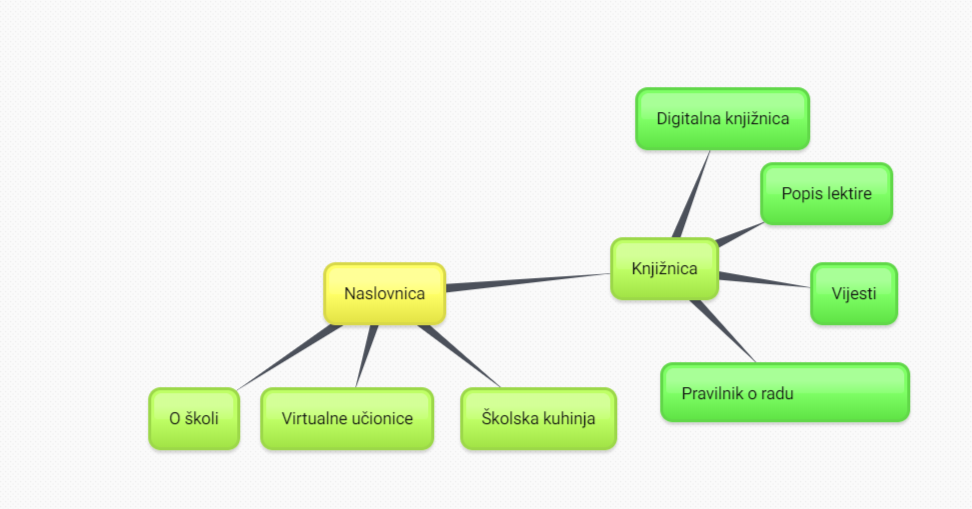 Digitalna knjižnica
Popis lektire
Knjižnica
Naslovnica
Vijesti
Pravilnik o radu
O školi
Virtualne učionice
Školska kuhinja